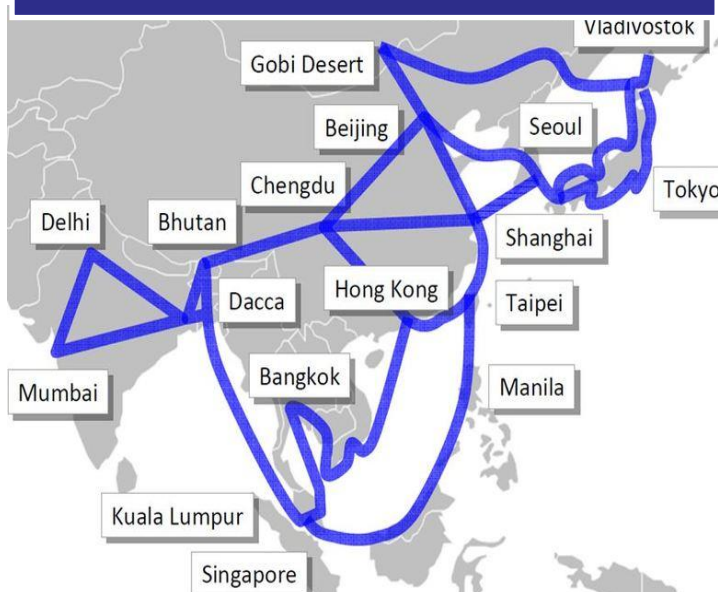 Vladivostok
Gobi Desert
Beijing
Seoul
Chengdu
Tokyo
Delhi
Bhutan
Shanghai
Dacca
Hong Kong
Taipei
Bangkok
Mumbai
Manila
Kuala Lumpur
Singapore